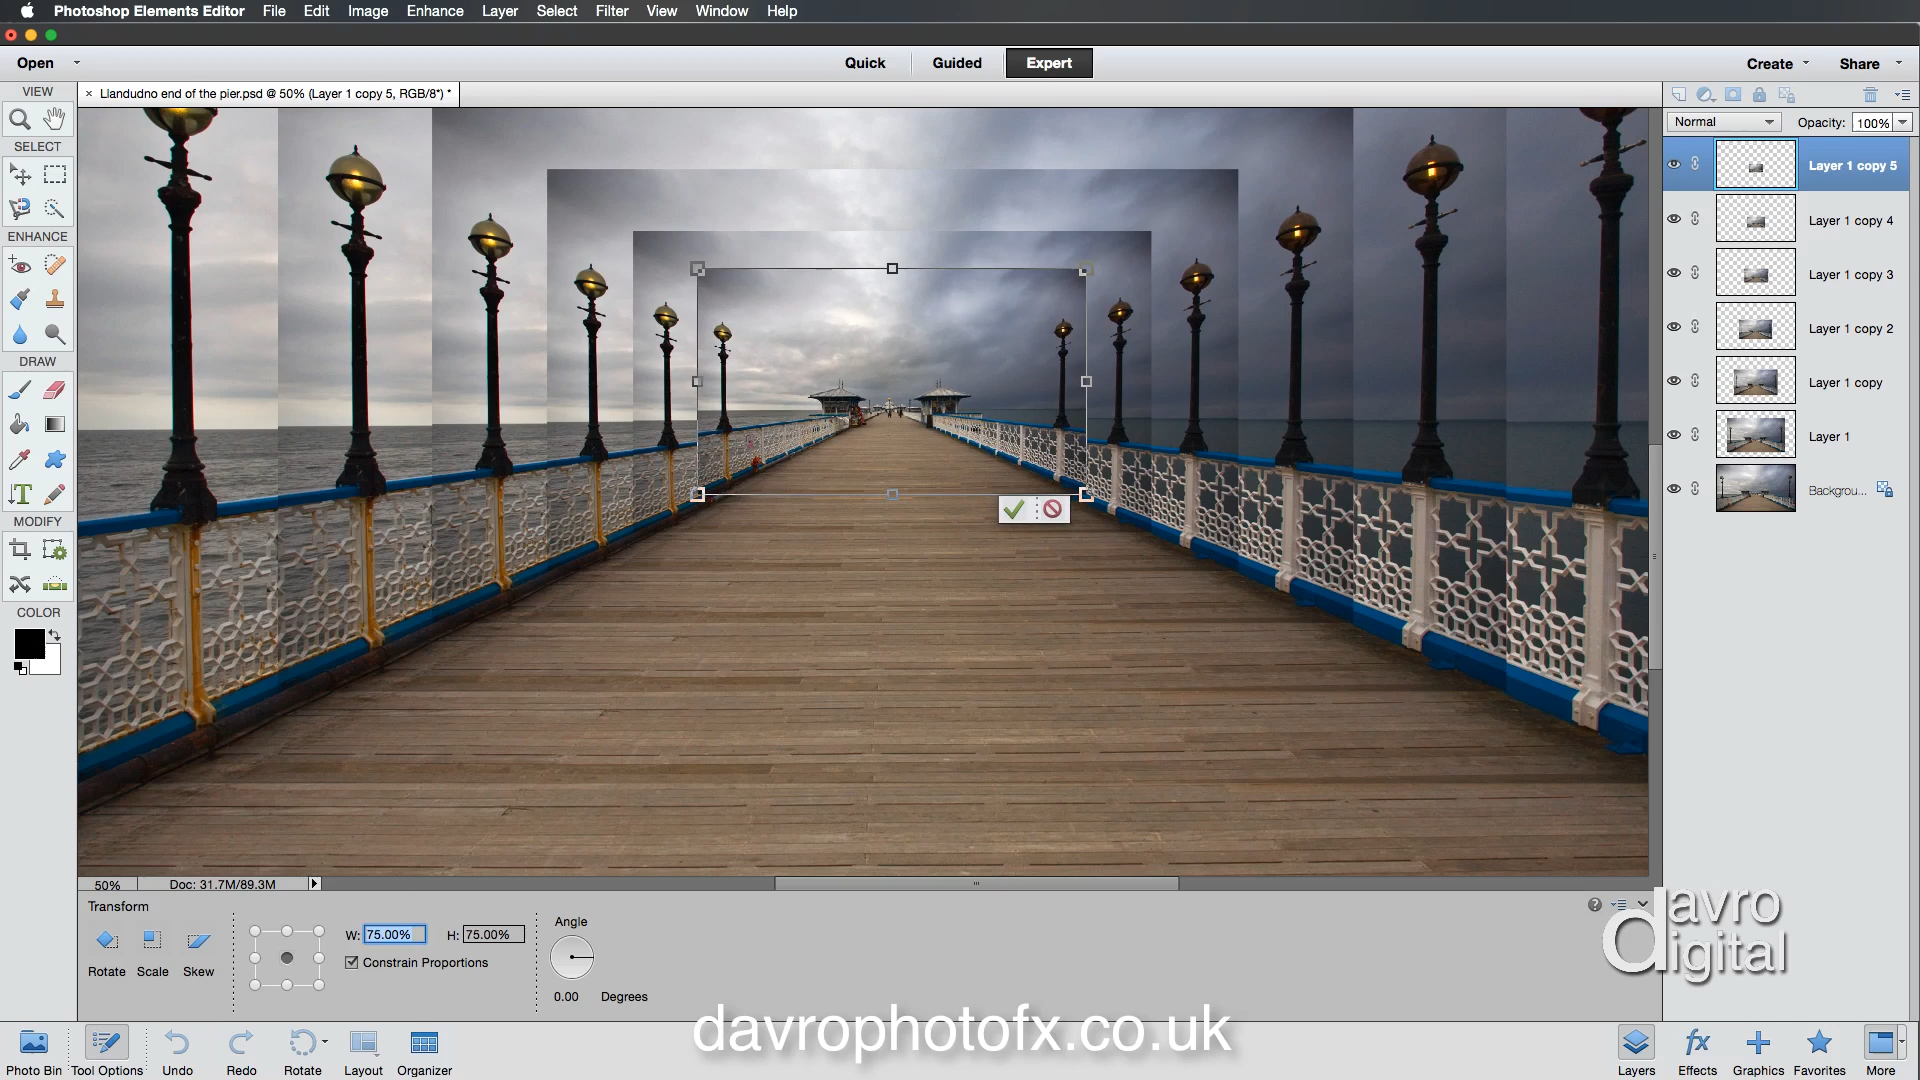 Photoshop Elements Editor File Edit Image Enhance Layer Select Filter View Window Help
Open Quick Guided Expert Create Share
VIEW
× Llandudno end of the pier.psd @ 50% (Layer 1 copy 5, RGB/8*) *
Normal Opacity: 100%
SELECT
Layer 1 copy 5
Layer 1 copy 4
ENHANCE
Layer 1 copy 3
Layer 1 copy 2
DRAW
Layer 1 copy
Layer 1
Backgrou...
T
MODIFY
COLOR
50% Doc: 31.7M/89.3M
Transform
Angle
W: 75.00% H: 75.00%
Constrain Proportions
Rotate Scale Skew
0.00 Degrees
davro
digital
davrophotofx.co.uk
fx
Photo Bin Tool Options Undo Redo Rotate Layout Organizer Layers Effects Graphics Favorites More